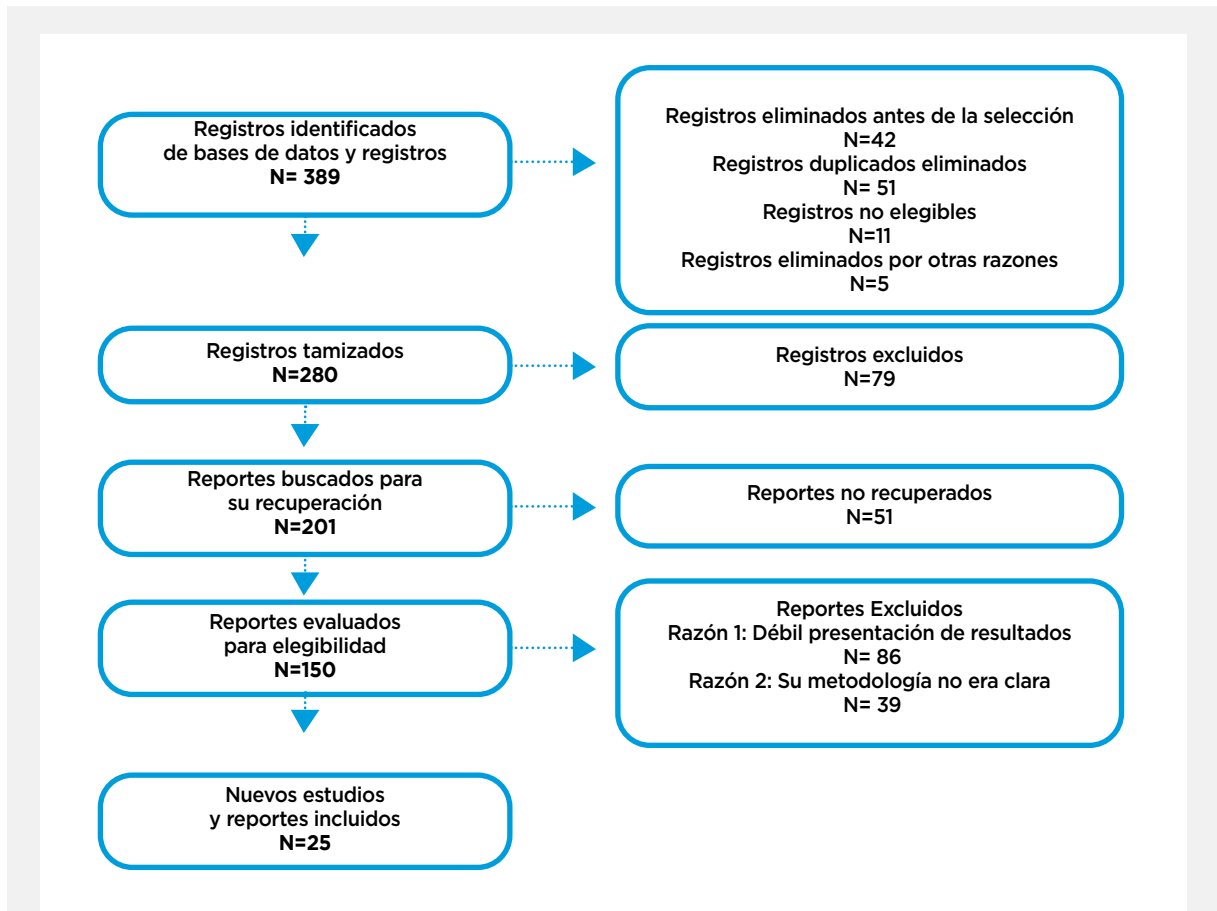 Registros identificados
de bases de datos y registros
N= 389
Registros eliminados antes de la selección
N=42
Registros duplicados eliminados
N= 51
Registros no elegibles
N=11
Registros eliminados por otras razones
N=5
Registros tamizados
N=280
Registros excluidos
N=79
Reportes buscados para
su recuperación
N=201
Reportes no recuperados
N=51
Reportes evaluados
para elegibilidad
N=150
Reportes Excluidos
Razón 1: Débil presentación de resultados
N= 86
Razón 2: Su metodología no era clara
N= 39
Nuevos estudios
y reportes incluidos
N=25